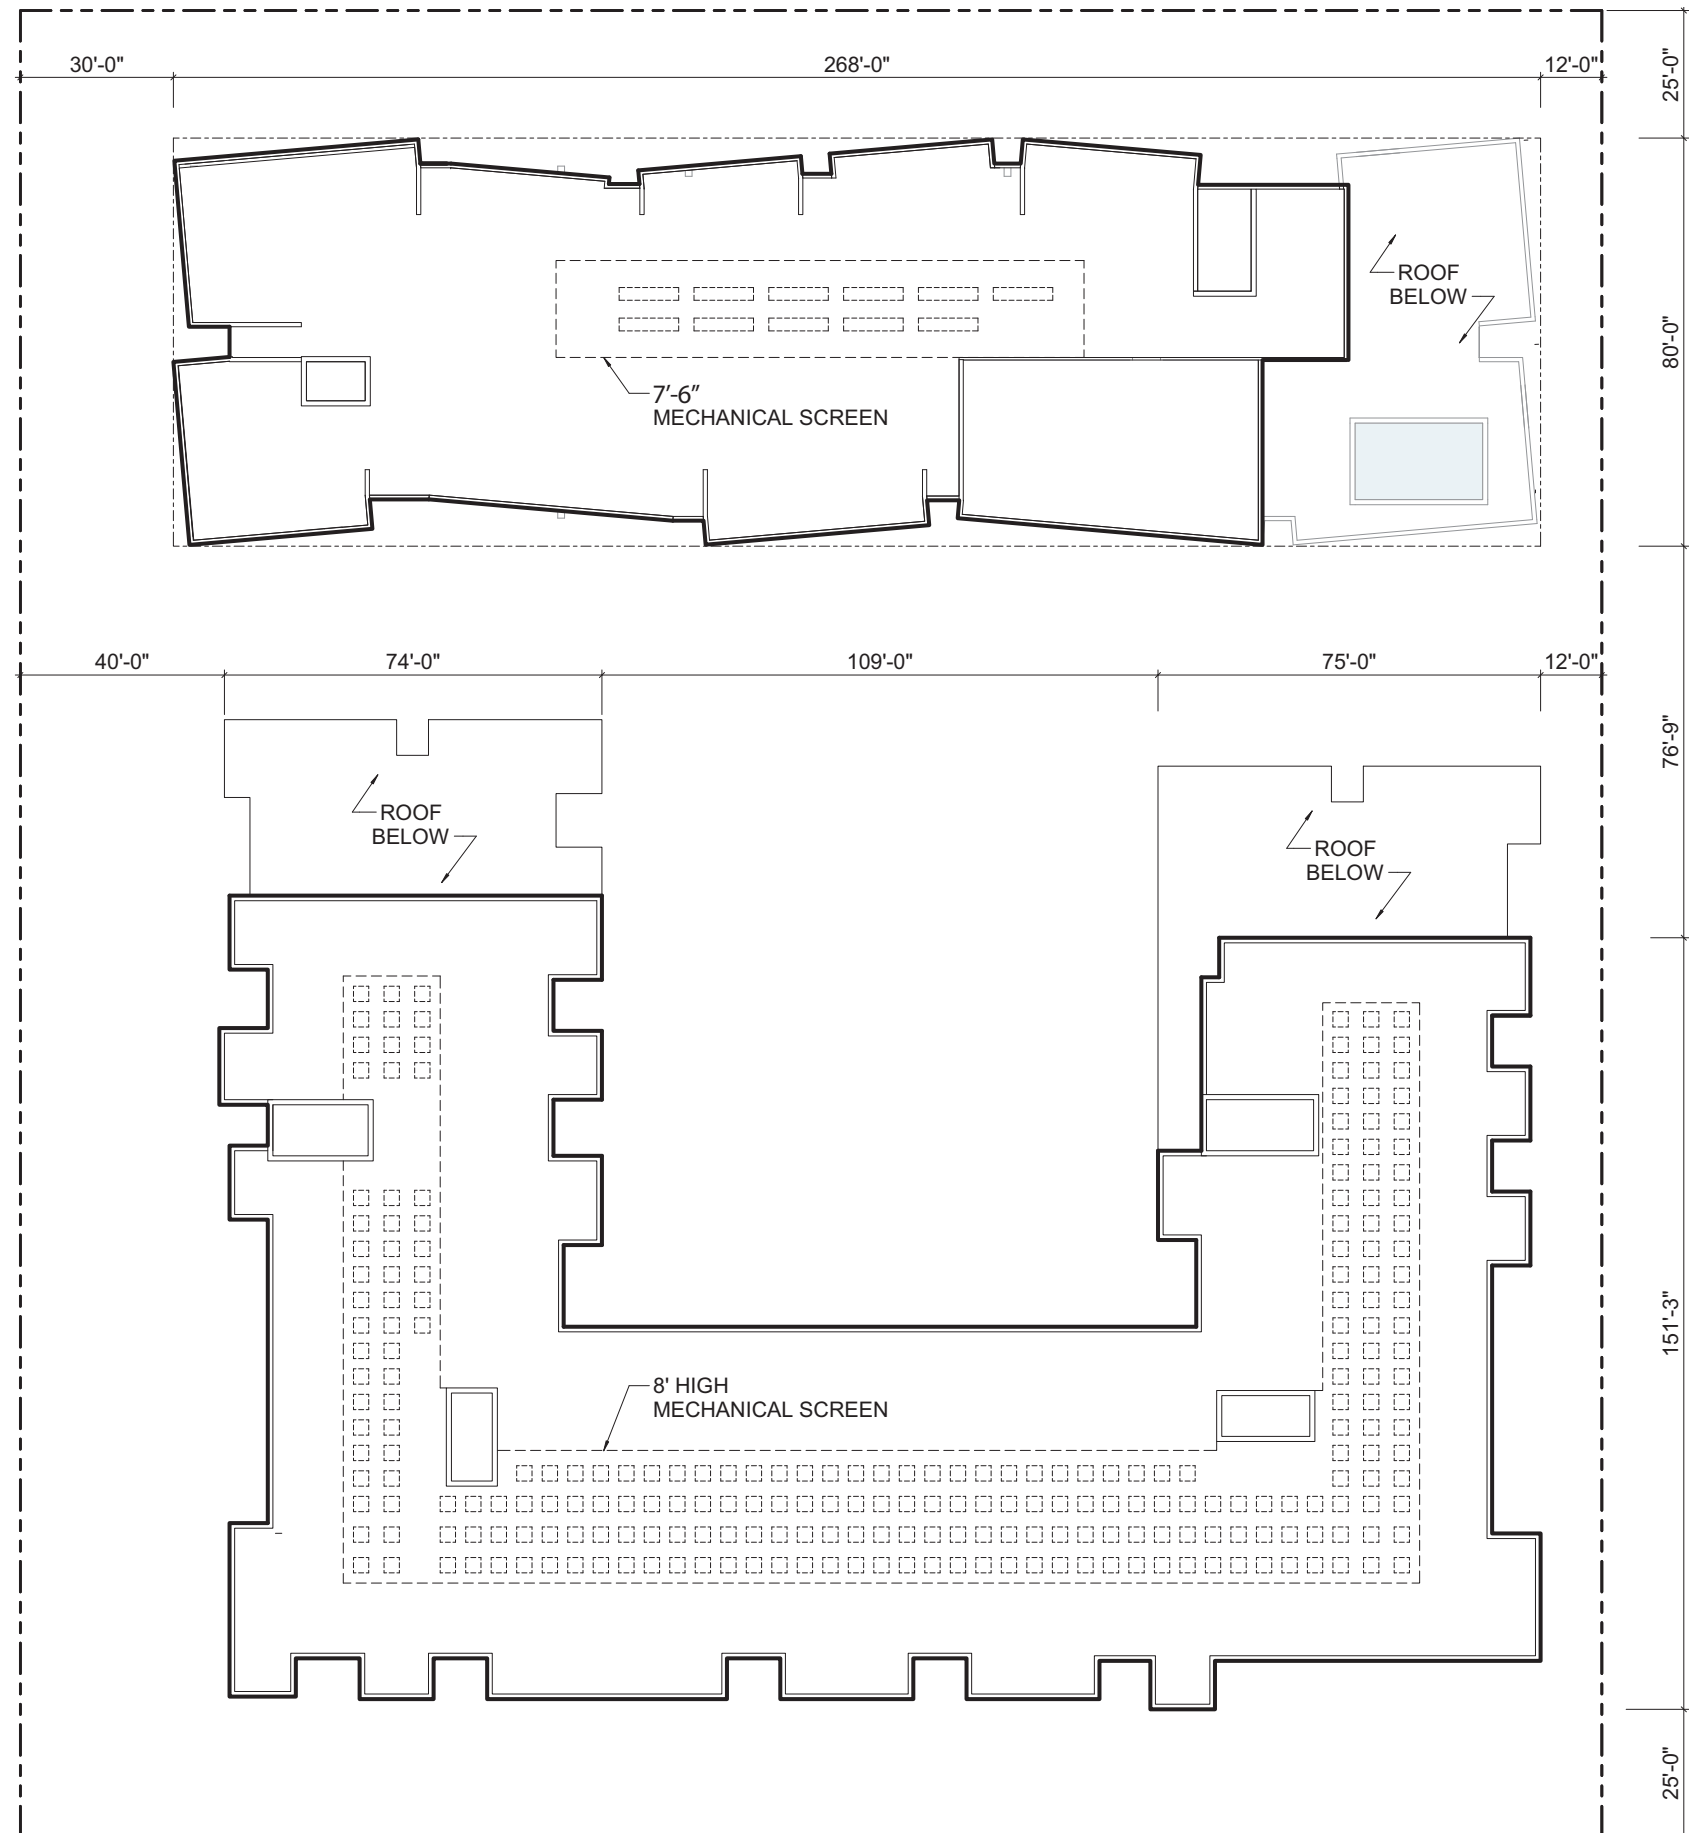 30'-0"
268'-0"
12'-0"
25'-0"
ROOF
BELOW
80'-0"
7'-6"
MECHANICAL SCREEN
40'-0"
74'-0"
109'-0"
75'-0"
12'-0"
76'-9"
ROOF
BELOW
ROOF
BELOW
151'-3"
8' HIGH
MECHANICAL SCREEN
25'-0"